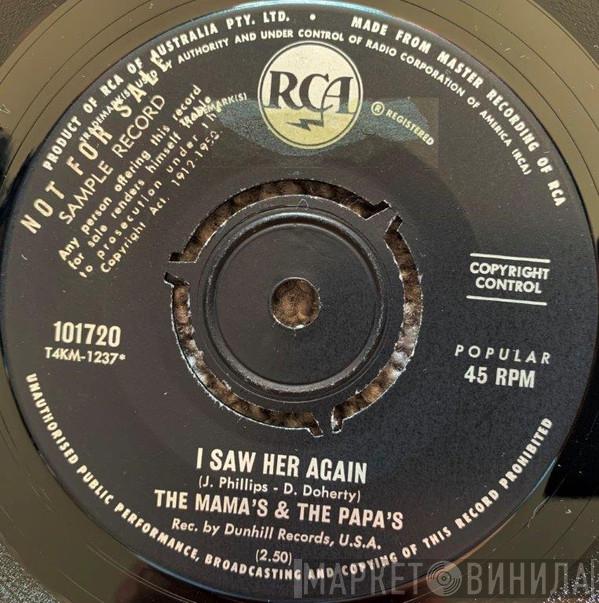 PRODUCT OF RCA OF AUSTRALIA PTY. LTD. • MADE FROM MASTER RECORDING OF RCA
AUTHORITY AND UNDER CONTROL OF RADIO CORPORATION OF AMERICA (RCA)
RCA
® REGISTERED
NOT FOR SALE
SAMPLE RECORD
Any person offering this record
for sale renders himself liable
to prosecution under the
Copyright Act. 1912-1950
COPYRIGHT
CONTROL
101720
T4KM-1237*
POPULAR
45 RPM
I SAW HER AGAIN
(J. Phillips - D. Doherty)
THE MAMA'S & THE PAPA'S
Rec. by Dunhill Records, U.S.A.
(2.50)
UNAUTHORISED PUBLIC PERFORMANCE, BROADCASTING AND COPYING OF THIS RECORD PROHIBITED
МАРКЕТ ВИНИЛА